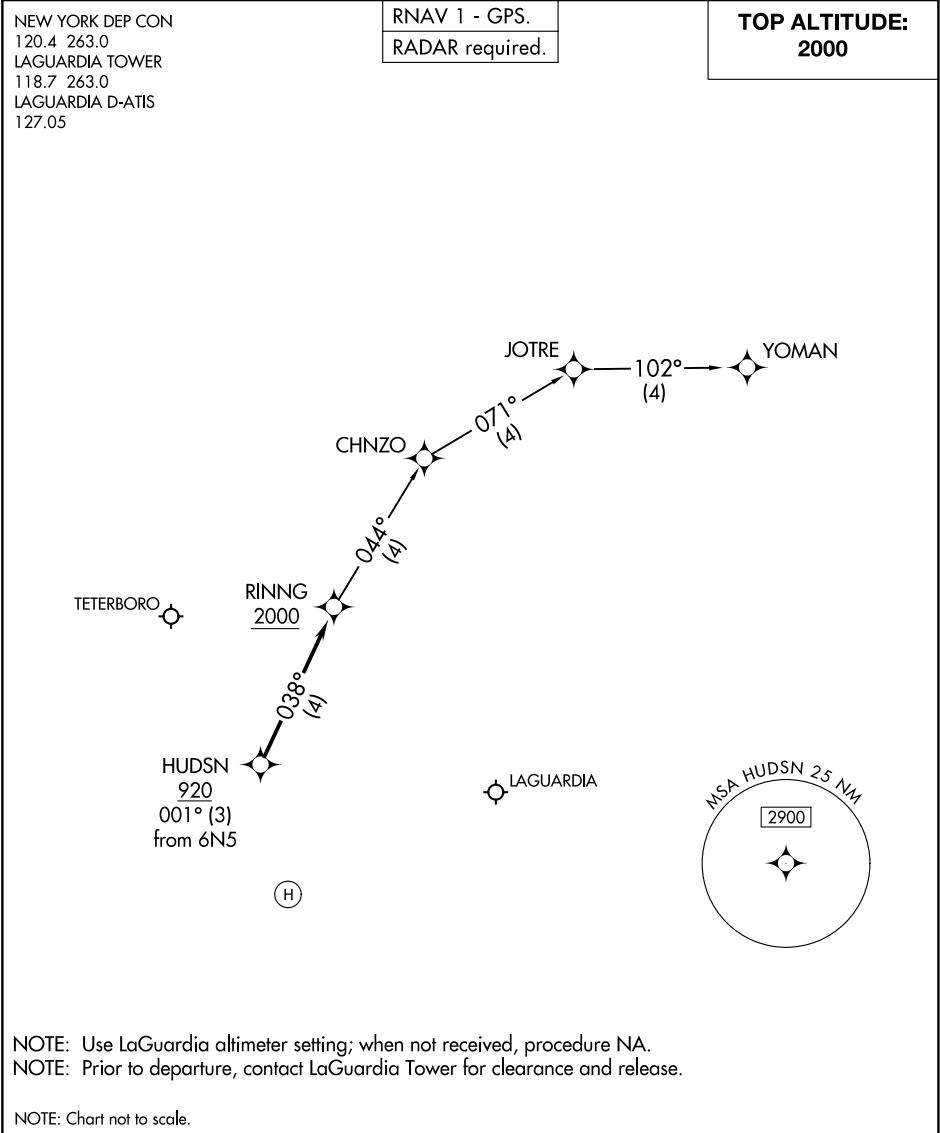 NEW YORK DEP CON
120.4 263.0
LAGUARDIA TOWER
118.7 263.0
LAGUARDIA D-ATIS
127.05
RNAV 1 - GPS.
RADAR required.
TOP ALTITUDE:
2000
JOTRE
102°
(4)
YOMAN
071°
(4)
CHNZO
044°
(4)
TETERBORO
RINNG
2000
038°
(4)
HUDSN
920
001° (3)
from 6N5
LAGUARDIA
MSA HUDSN 25 NM
2900
H
NOTE: Use LaGuardia altimeter setting; when not received, procedure NA.
NOTE: Prior to departure, contact LaGuardia Tower for clearance and release.
NOTE: Chart not to scale.